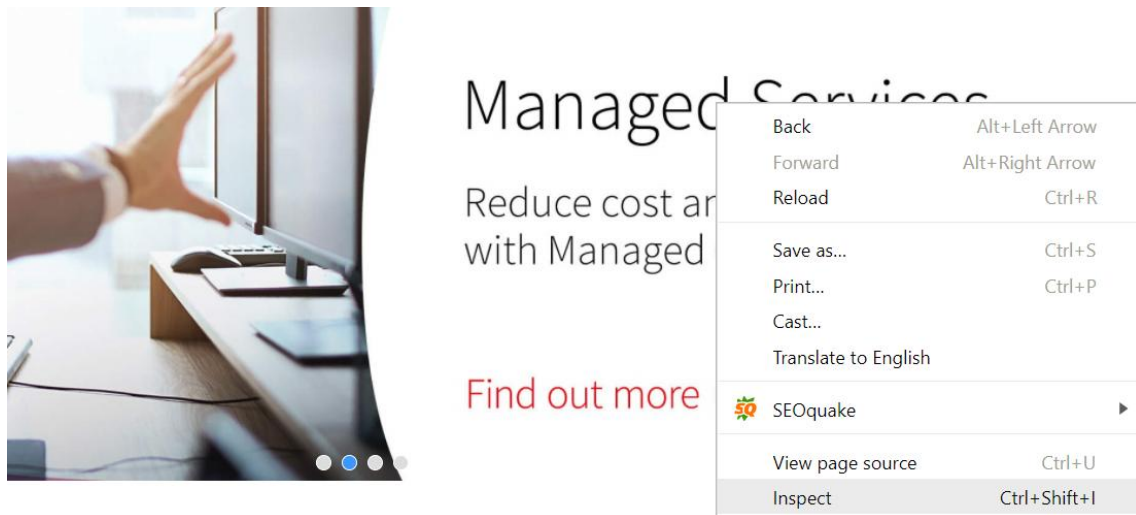 Managed Services
Reduce cost
with Managed
Find out more
Back Alt+Left Arrow
Forward Alt+Right Arrow
Reload Ctrl+R
Save as... Ctrl+S
Print... Ctrl+P
Cast...
Translate to English
SQ SEOquake
View page source Ctrl+U
Inspect Ctrl+Shift+I